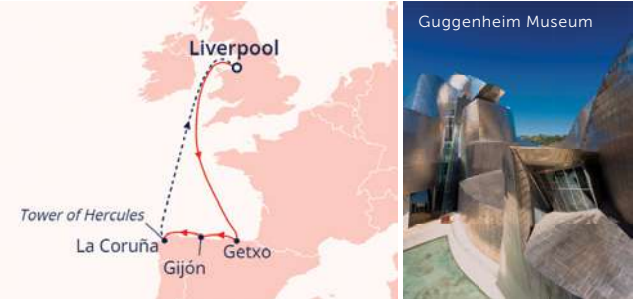 Liverpool
Tower of Hercules
La Coruña
Gijón
Getxo
Guggenheim Museum